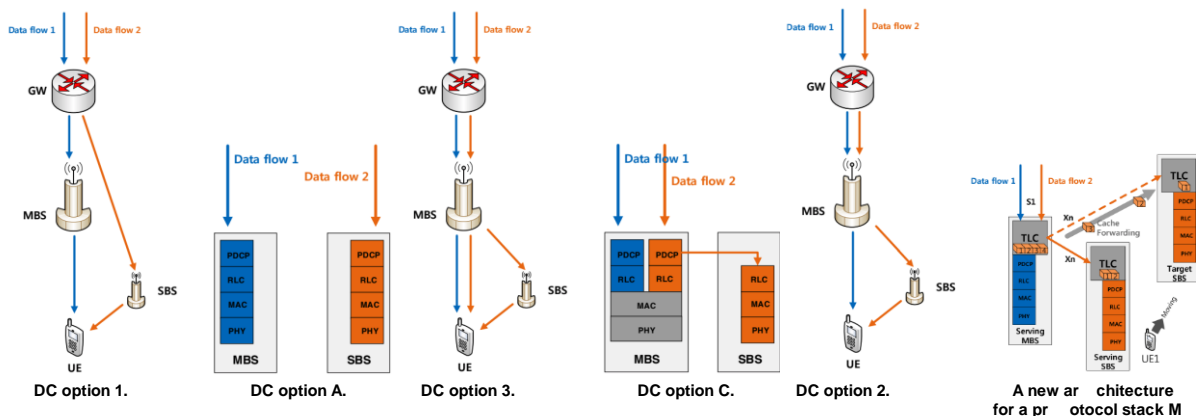 Data flow 1
Data flow 2
GW
MBS
SBS
UE
DC option 1.
Data flow 1
Data flow 2
PDCP
RLC
MAC
PHY
MBS
PDCP
RLC
MAC
PHY
SBS
DC option A.
Data flow 1
Data flow 2
GW
MBS
SBS
UE
DC option 3.
Data flow 1
Data flow 2
PDCP
PDCP
RLC
RLC
MAC
PHY
MBS
RLC
MAC
PHY
SBS
DC option C.
Data flow 1
Data flow 2
GW
MBS
SBS
UE
DC option 2.
Data flow 1
Data flow 2
S1
TLC
PDCP
RLC
MAC
PHY
Serving
MBS
Xn
Cache
Forwarding
Xn
TLC
PDCP
RLC
MAC
PHY
Serving
SBS
TLC
PDCP
RLC
MAC
PHY
Target
SBS
Moving
UE1
A new ar chitecture
for a pr otocol stack M